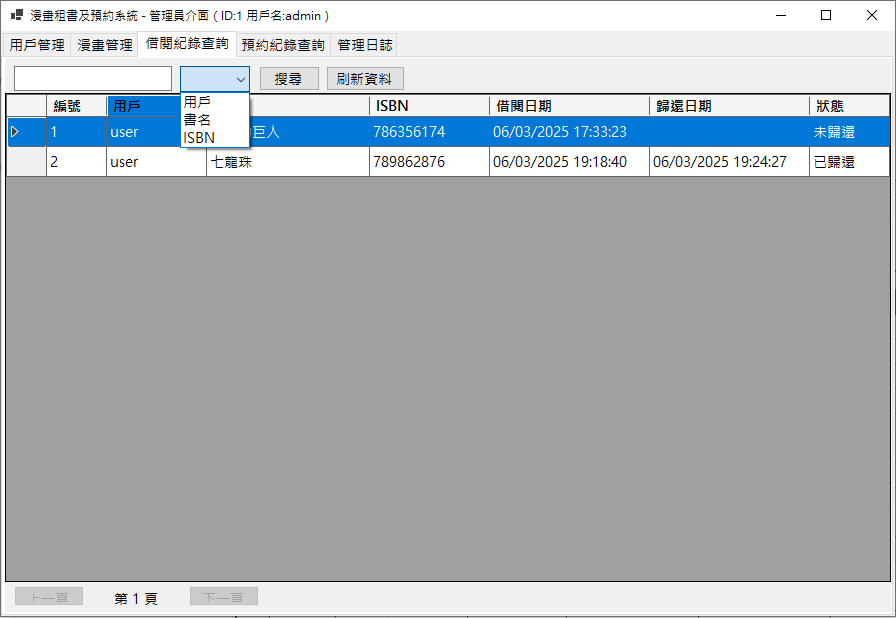 漫畫租書及預約系統 - 管理員介面 ( ID:1 用戶名:admin )
用戶管理 漫畫管理 借閱紀錄查詢 預約紀錄查詢 管理日誌
搜尋 刷新資料
用戶
書名
ISBN
編號 用戶 ISBN 借閱日期 歸還日期 狀態
1 user 巨人 786356174 06/03/2025 17:33:23 未歸還
2 user 七龍珠 789862876 06/03/2025 19:18:40 06/03/2025 19:24:27 已歸還
上一頁 第 1 頁 下一頁